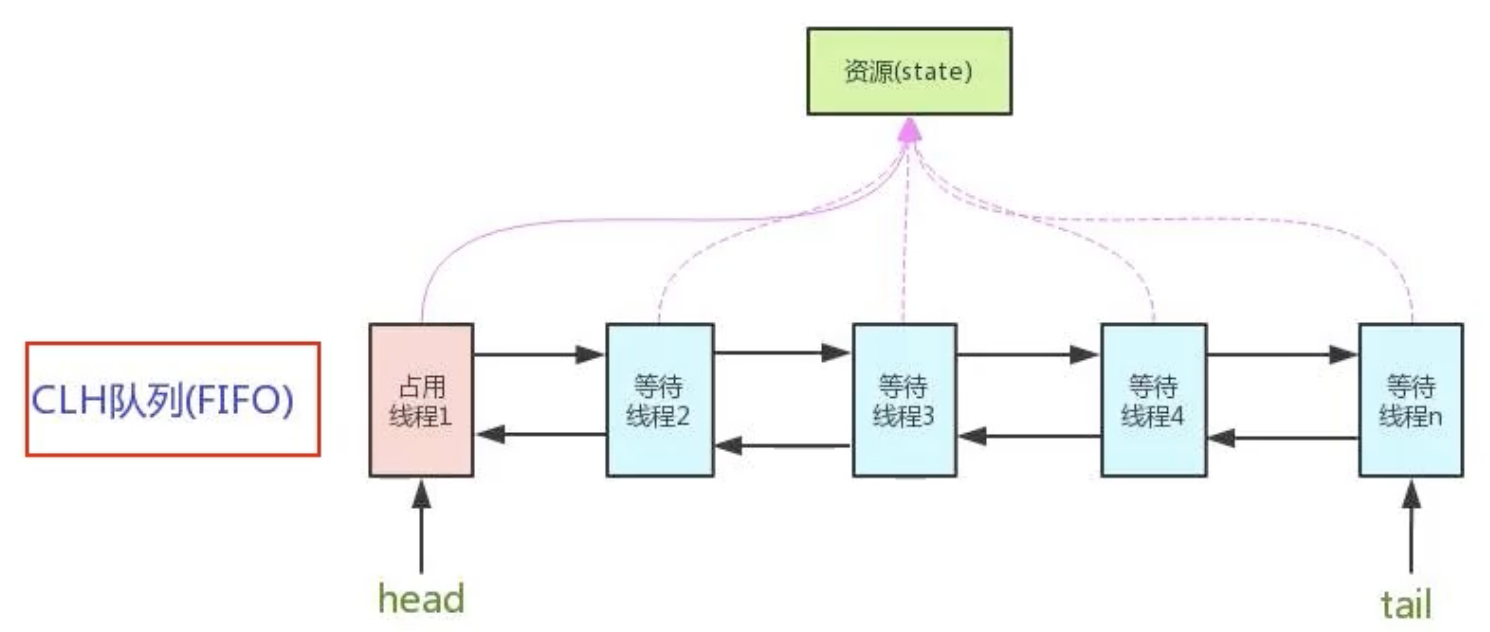 资源(state)
CLH队列(FIFO)
占用
线程1
等待
线程2
等待
线程3
等待
线程4
等待
线程n
head
tail